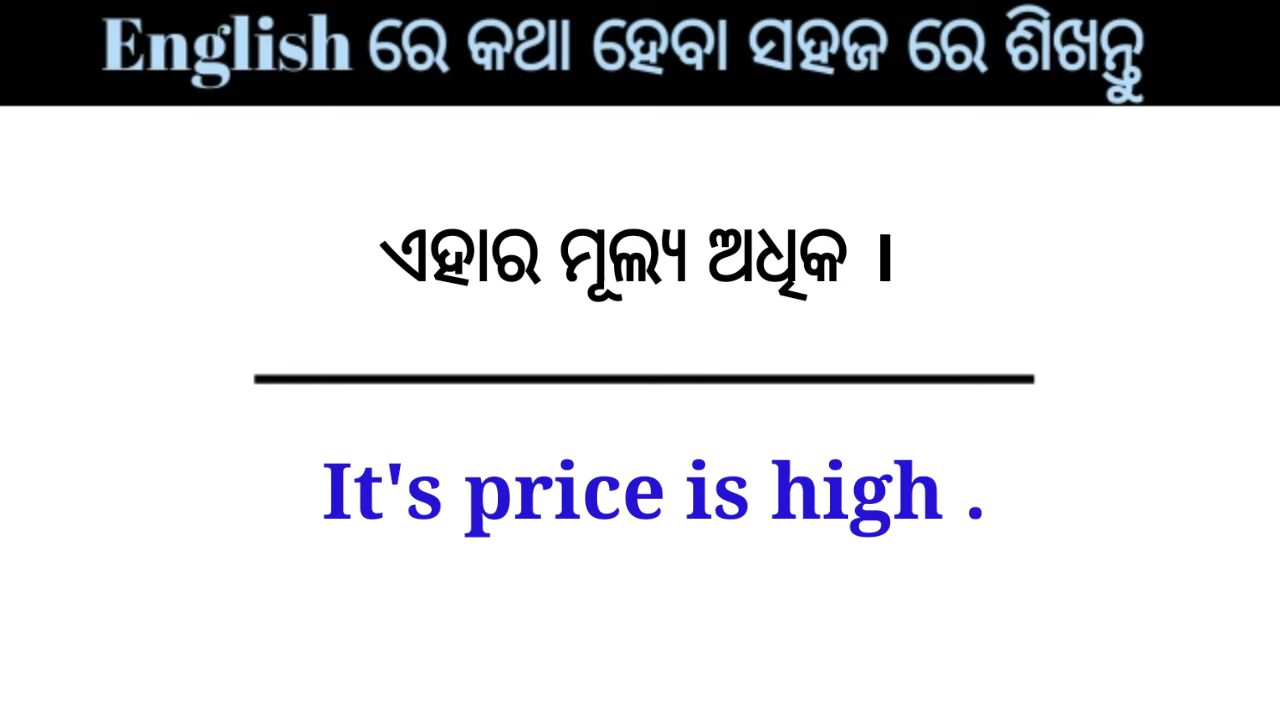 English ରେ କଥା ହେବା ସହଜ ରେ ଶିଖନ୍ତୁ
ଏହାର ମୂଲ୍ୟ ଅଧିକ ।
It's price is high .